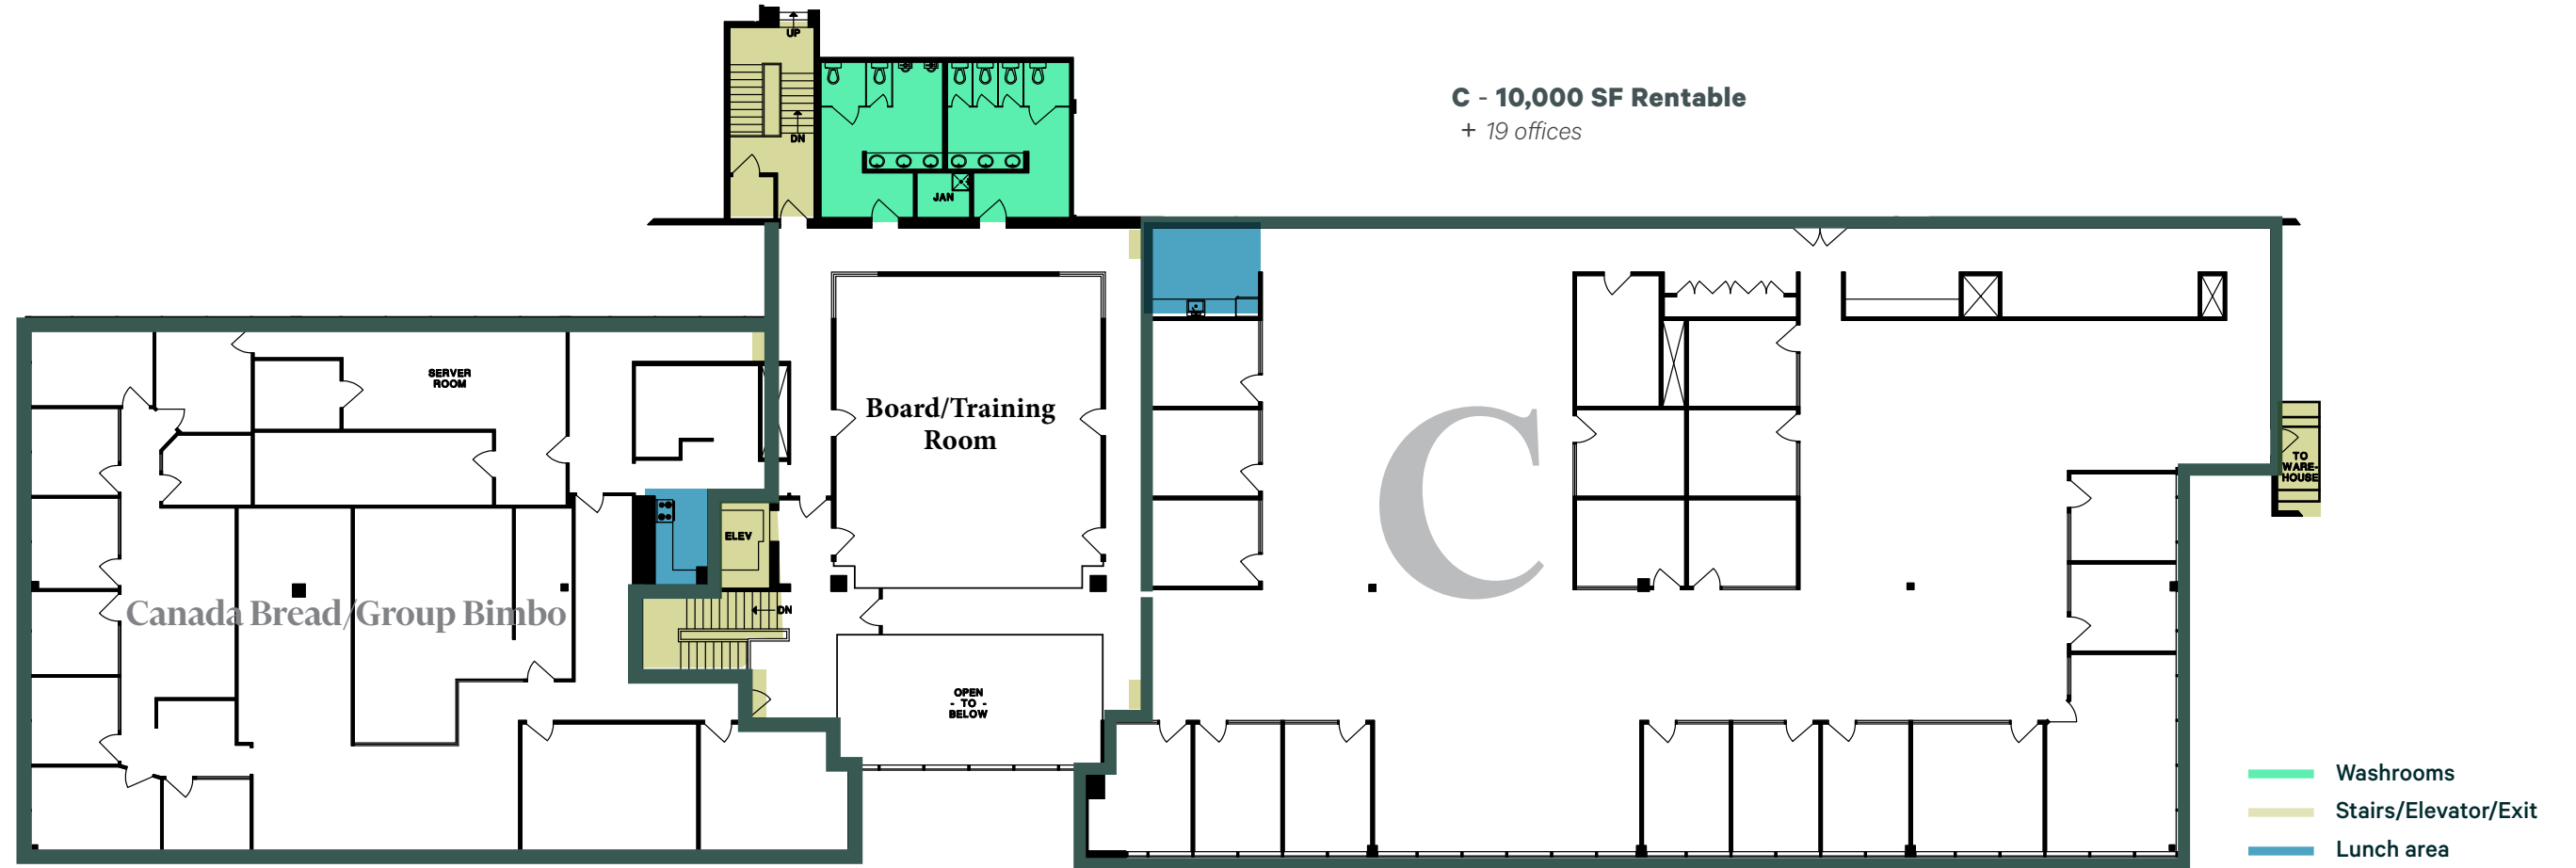 UP
DN
JAN
C - 10,000 SF Rentable
+ 19 offices
SERVER
ROOM
Board/Training
Room
C
ELEV
DN
Canada Bread/Group Bimbo
OPEN
- TO -
BELOW
TO
WARE-
HOUSE
Washrooms
Stairs/Elevator/Exit
Lunch area